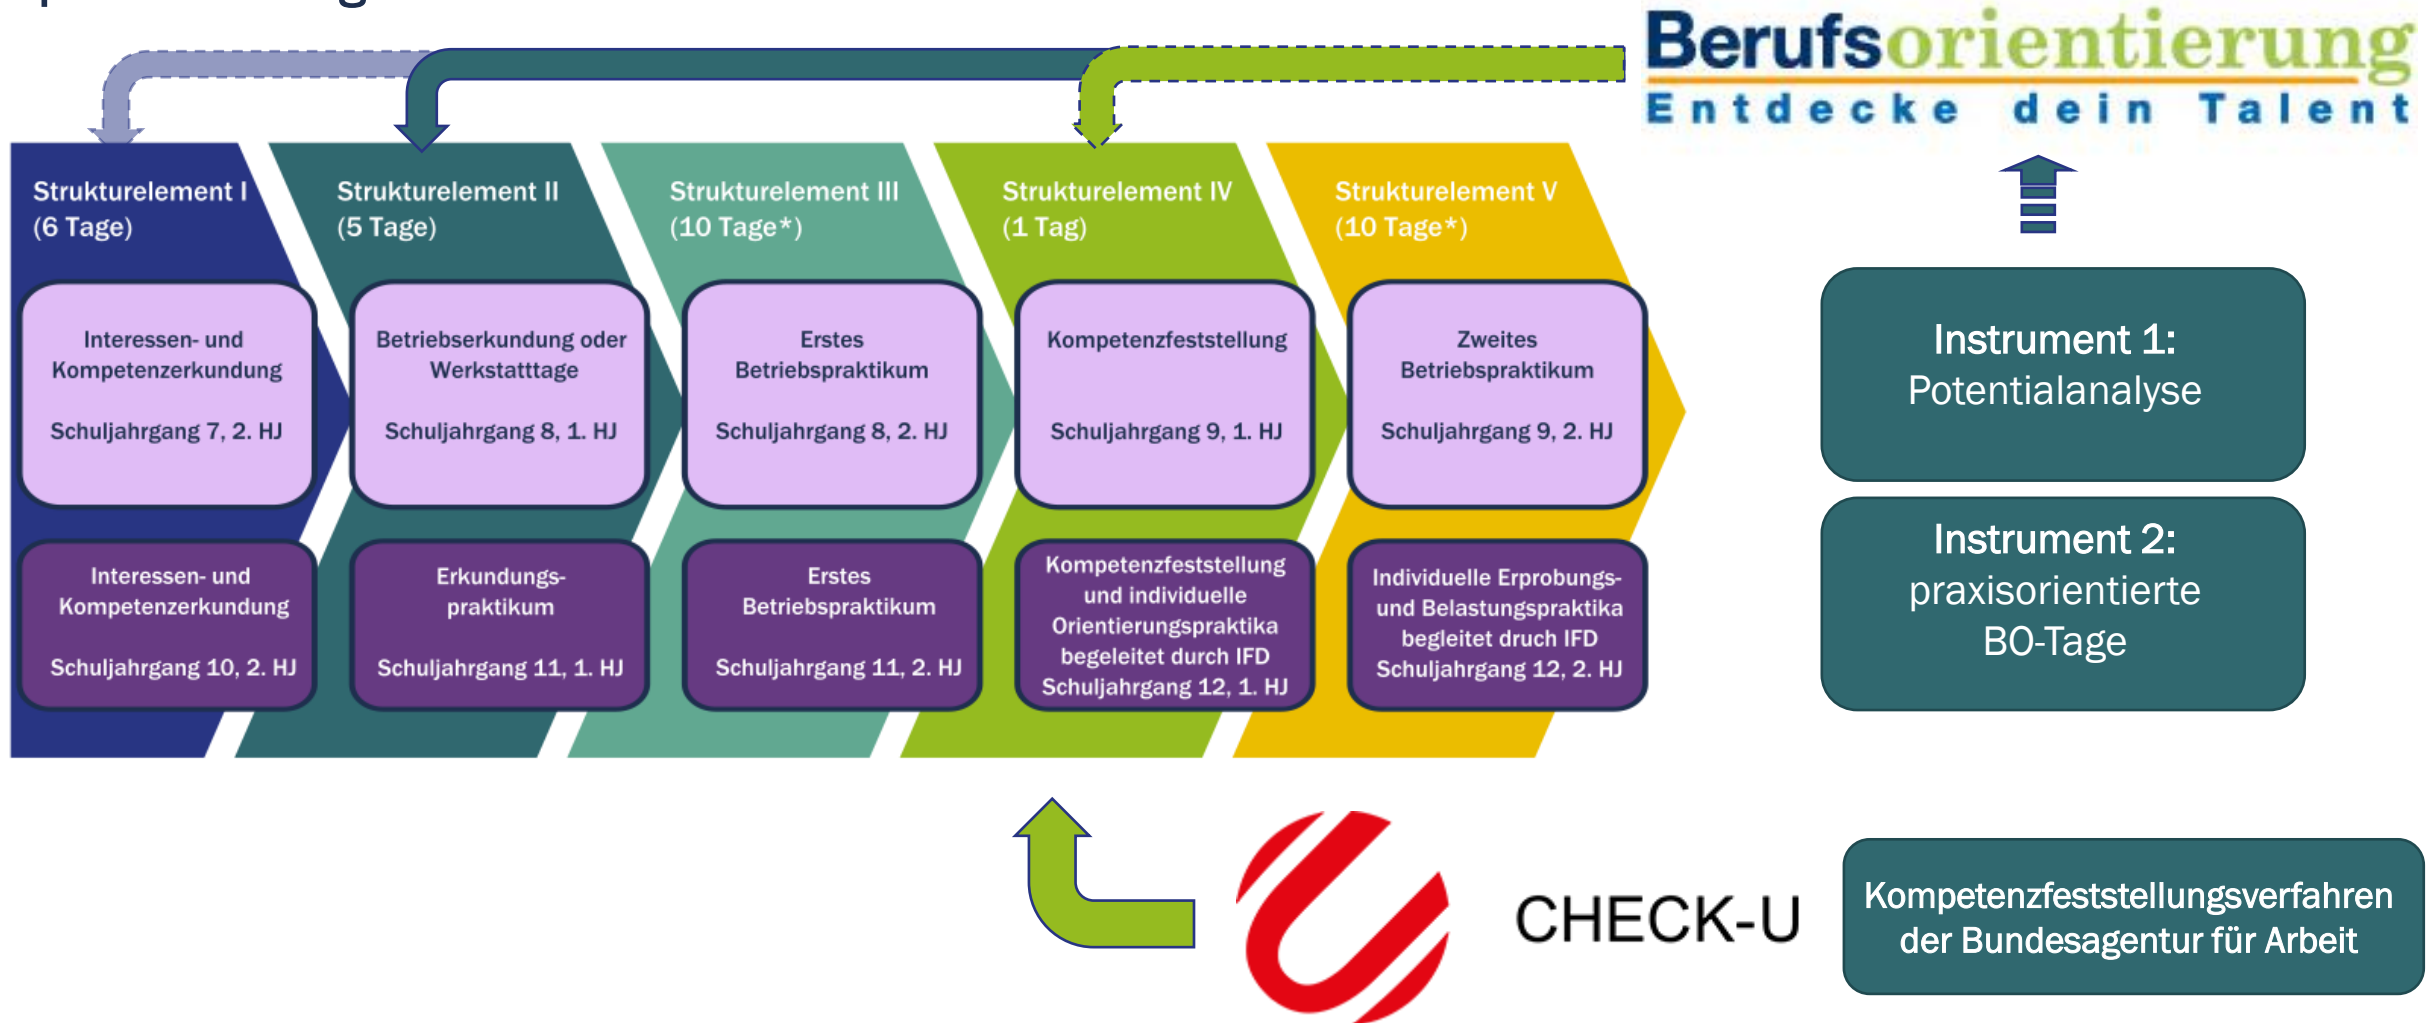 Berufsorientierung
Entdecke dein Talent
Strukturelement I
(6 Tage)
Interessen- und
Kompetenzerkundung
Schuljahrgang 7, 2. HJ
Interessen- und
Kompetenzerkundung
Schuljahrgang 10, 2. HJ
Strukturelement II
(5 Tage)
Betriebserkundung oder
Werkstatttage
Schuljahrgang 8, 1. HJ
Erkundungs-
praktikum
Schuljahrgang 11, 1. HJ
Strukturelement III
(10 Tage*)
Erstes
Betriebspraktikum
Schuljahrgang 8, 2. HJ
Erstes
Betriebspraktikum
Schuljahrgang 11, 2. HJ
Strukturelement IV
(1 Tag)
Kompetenzfeststellung
Schuljahrgang 9, 1. HJ
Kompetenzfeststellung
und individuelle
Orientierungspraktika
begeleitet durch IFD
Schuljahrgang 12, 1. HJ
Strukturelement V
(10 Tage*)
Zweites
Betriebspraktikum
Schuljahrgang 9, 2. HJ
Individuelle Erprobungs-
und Belastungspraktika
begleitet druch IFD
Schuljahrgang 12, 2. HJ
Instrument 1:
Potentialanalyse
Instrument 2:
praxisorientierte
BO-Tage
CHECK-U
Kompetenzfeststellungsverfahren
der Bundesagentur für Arbeit